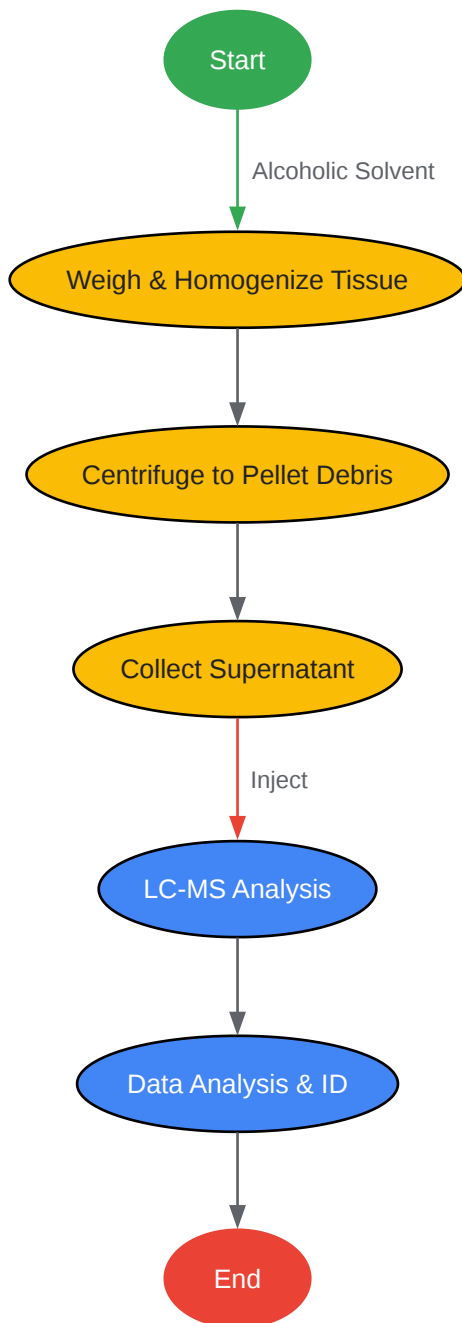 Start
Alcoholic Solvent
Weigh & Homogenize Tissue
Centrifuge to Pellet Debris
Collect Supernatant
Inject
LC-MS Analysis
Data Analysis & ID
End